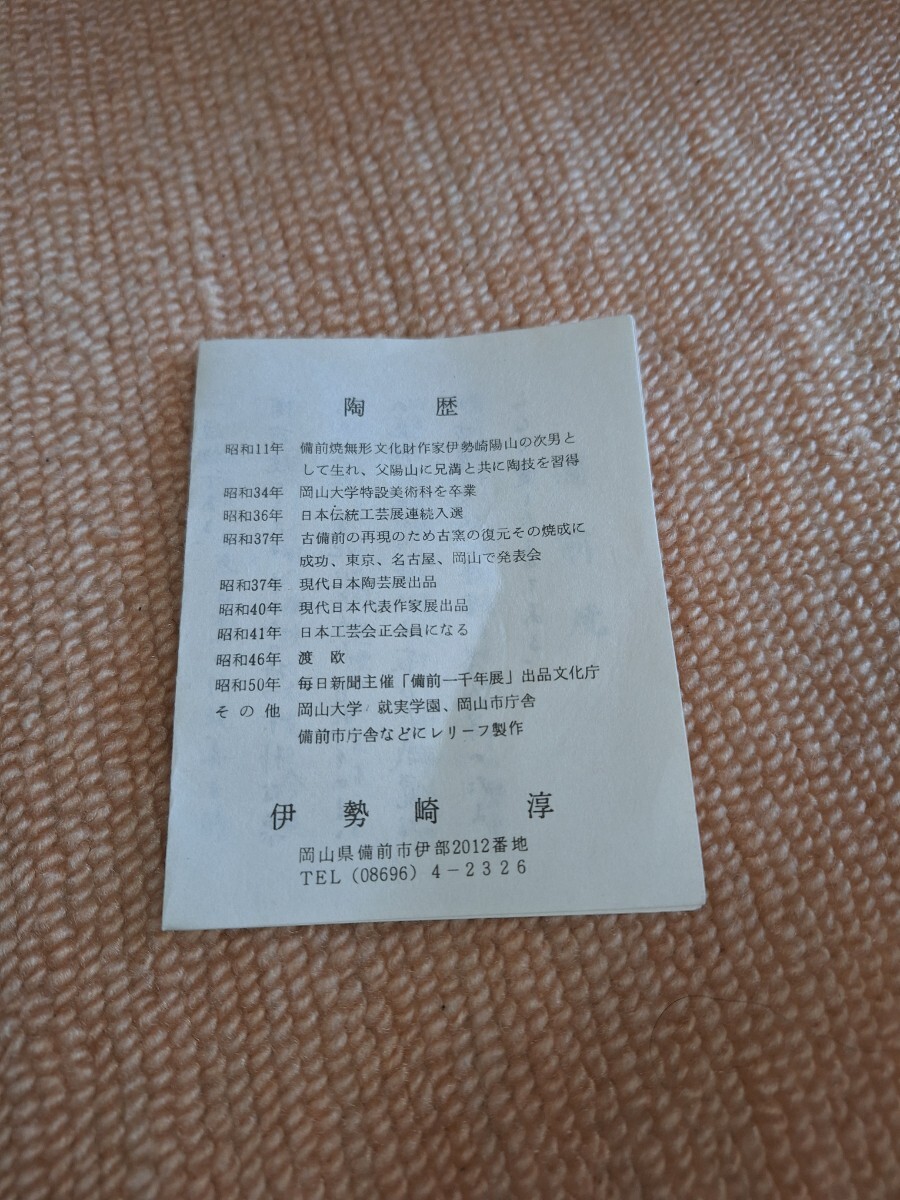 陶歴
昭和11年 備前焼無形文化財作家伊勢崎陽山の次男と
して生れ、父陽山に兄満と共に陶技を習得
昭和34年 岡山大学特設美術科を卒業
昭和36年 日本伝統工芸展連続入選
昭和37年 古備前の再現のため古窯の復元その焼成に
成功、東京、名古屋、岡山で発表会
昭和37年 現代日本陶芸展出品
昭和40年 現代日本代表作家展出品
昭和41年 日本工芸会正会員になる
昭和46年 渡欧
昭和50年 毎日新聞主催「備前一千年展」出品文化庁
その他 岡山大学、就実学園、岡山市庁舎
備前市庁舎などにレリーフ製作
伊勢崎 淳
岡山県備前市伊部2012番地
TEL(08696)4-2326